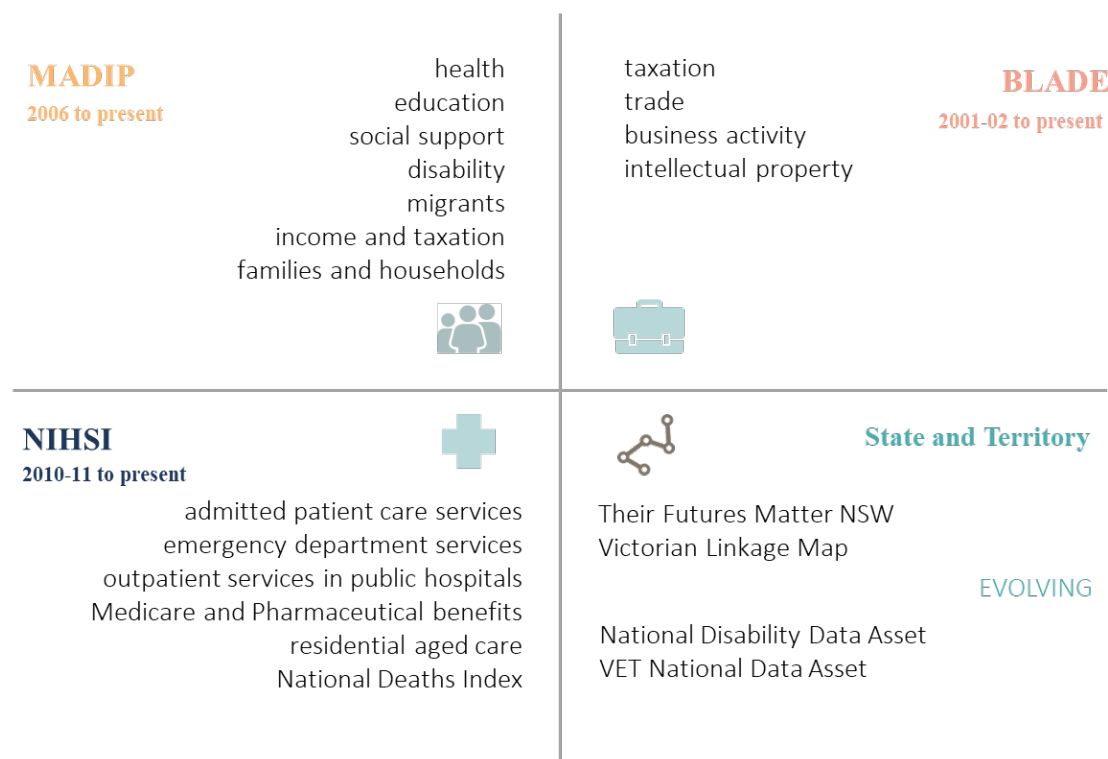 MADIP
2006 to present
health
education
social support
disability
migrants
income and taxation
families and households
BLADE
2001-02 to present
taxation
trade
business activity
intellectual property
NIHSI
2010-11 to present
admitted patient care services
emergency department services
outpatient services in public hospitals
Medicare and Pharmaceutical benefits
residential aged care
National Deaths Index
State and Territory
Their Futures Matter NSW
Victorian Linkage Map
EVOLVING
National Disability Data Asset
VET National Data Asset